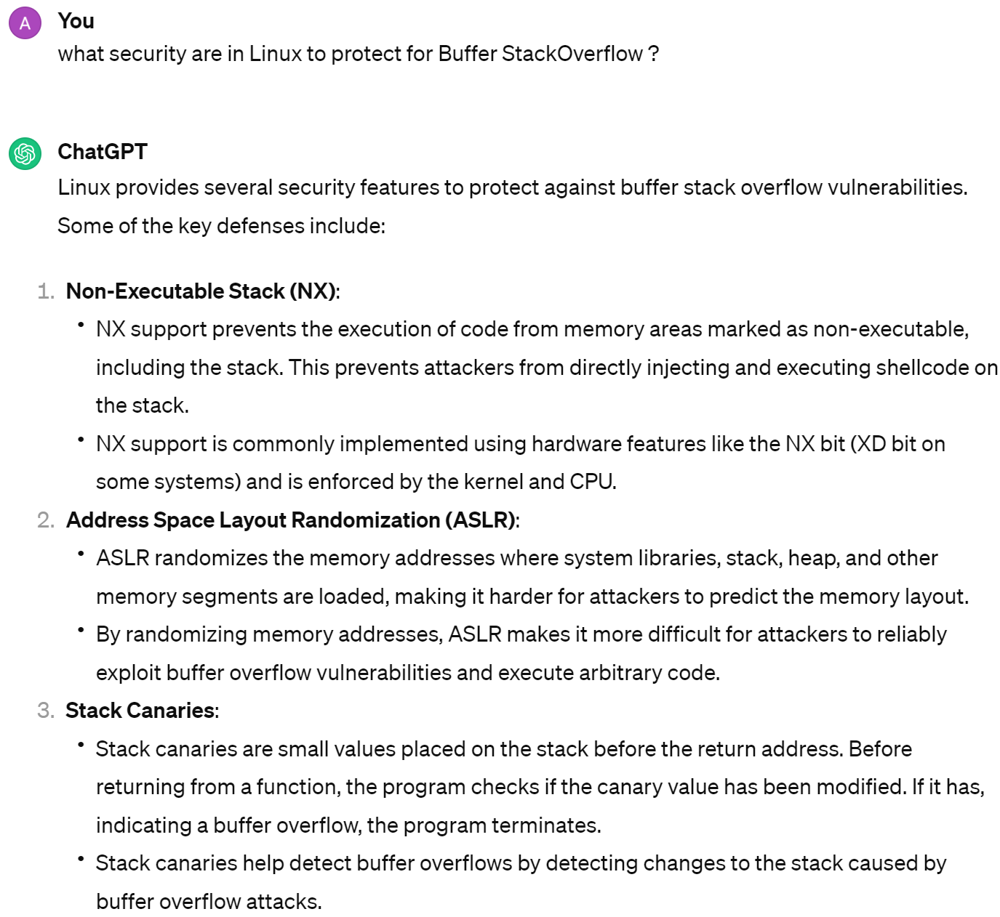 A
You
what security are in Linux to protect for Buffer StackOverflow ?
ChatGPT
Linux provides several security features to protect against buffer stack overflow vulnerabilities.
Some of the key defenses include:
1. Non-Executable Stack (NX):
• NX support prevents the execution of code from memory areas marked as non-executable,
including the stack. This prevents attackers from directly injecting and executing shellcode on
the stack.
• NX support is commonly implemented using hardware features like the NX bit (XD bit on
some systems) and is enforced by the kernel and CPU.
2. Address Space Layout Randomization (ASLR):
• ASLR randomizes the memory addresses where system libraries, stack, heap, and other
memory segments are loaded, making it harder for attackers to predict the memory layout.
• By randomizing memory addresses, ASLR makes it more difficult for attackers to reliably
exploit buffer overflow vulnerabilities and execute arbitrary code.
3. Stack Canaries:
• Stack canaries are small values placed on the stack before the return address. Before
returning from a function, the program checks if the canary value has been modified. If it has,
indicating a buffer overflow, the program terminates.
• Stack canaries help detect buffer overflows by detecting changes to the stack caused by
buffer overflow attacks.